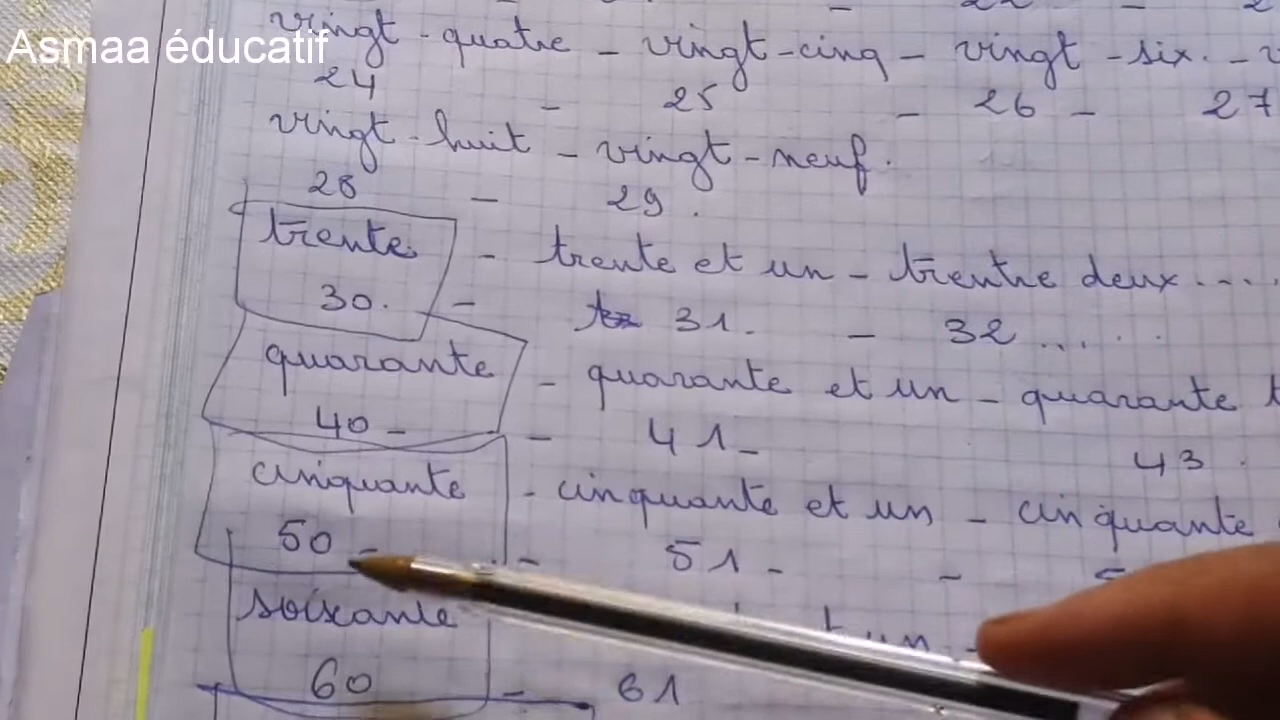 22 -
Asmaa éducatif
vingt-quatre - vingt-cinq - vingt-six. -
24 - 25 - 26 - 27
vingt-huit - vingt-neuf.
28 - 29.
trente - trente et un - trentre deux....
30. - 31. - 32.....
quarante - quarante et un - quarante
40 - - 41 - 43.
cinquante - cinquante et un - cinquante
50 - - 51 - -
soixante un
60 - 61